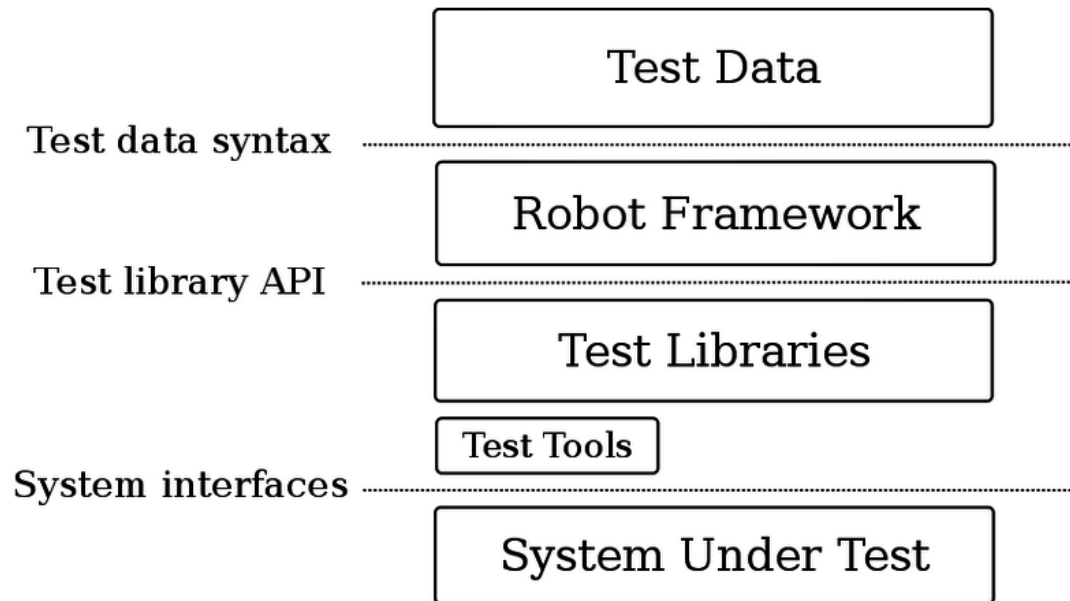 Test Data
Test data syntax
Robot Framework
Test library API
Test Libraries
Test Tools
System interfaces
System Under Test